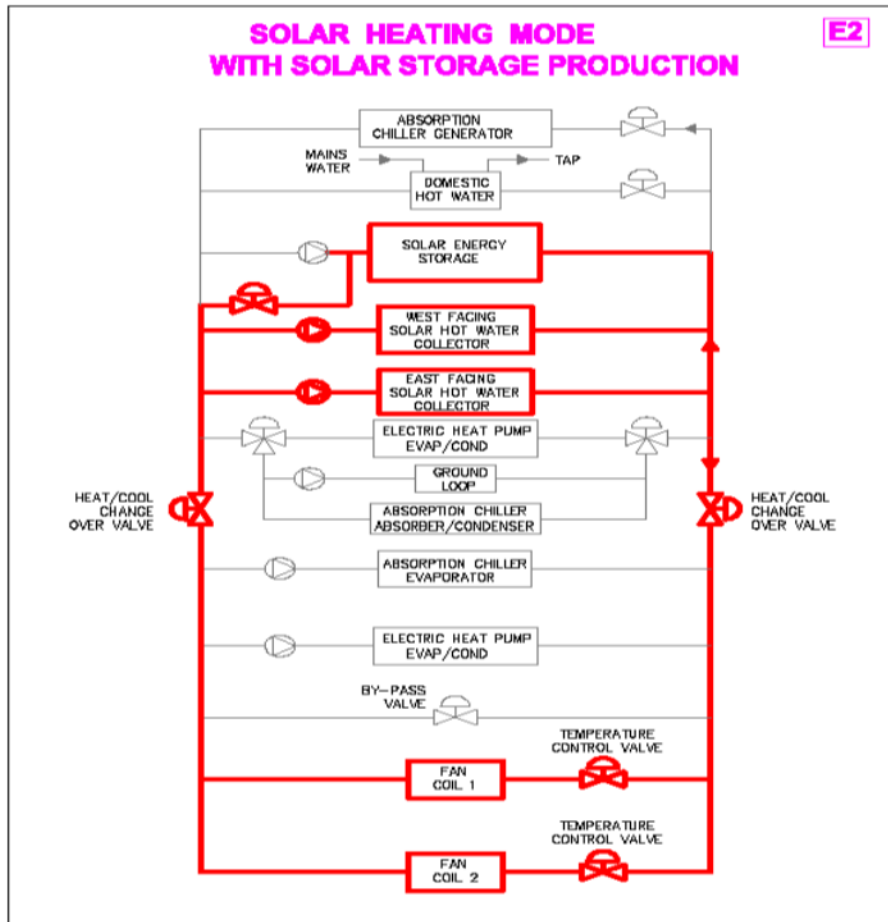 SOLAR HEATING MODE
WITH SOLAR STORAGE PRODUCTION
E2
ABSORPTION
CHILLER GENERATOR
MAINS
WATER
TAP
DOMESTIC
HOT WATER
SOLAR ENERGY
STORAGE
WEST FACING
SOLAR HOT WATER
COLLECTOR
EAST FACING
SOLAR HOT WATER
COLLECTOR
ELECTRIC HEAT PUMP
EVAP/COND
GROUND
LOOP
HEAT/COOL
CHANGE
OVER VALVE
ABSORPTION CHILLER
ABSORBER/CONDENSER
HEAT/COOL
CHANGE
OVER VALVE
ABSORPTION CHILLER
EVAPORATOR
ELECTRIC HEAT PUMP
EVAP/COND
BY-PASS
VALVE
TEMPERATURE
CONTROL VALVE
FAN
COIL 1
TEMPERATURE
CONTROL VALVE
FAN
COIL 2